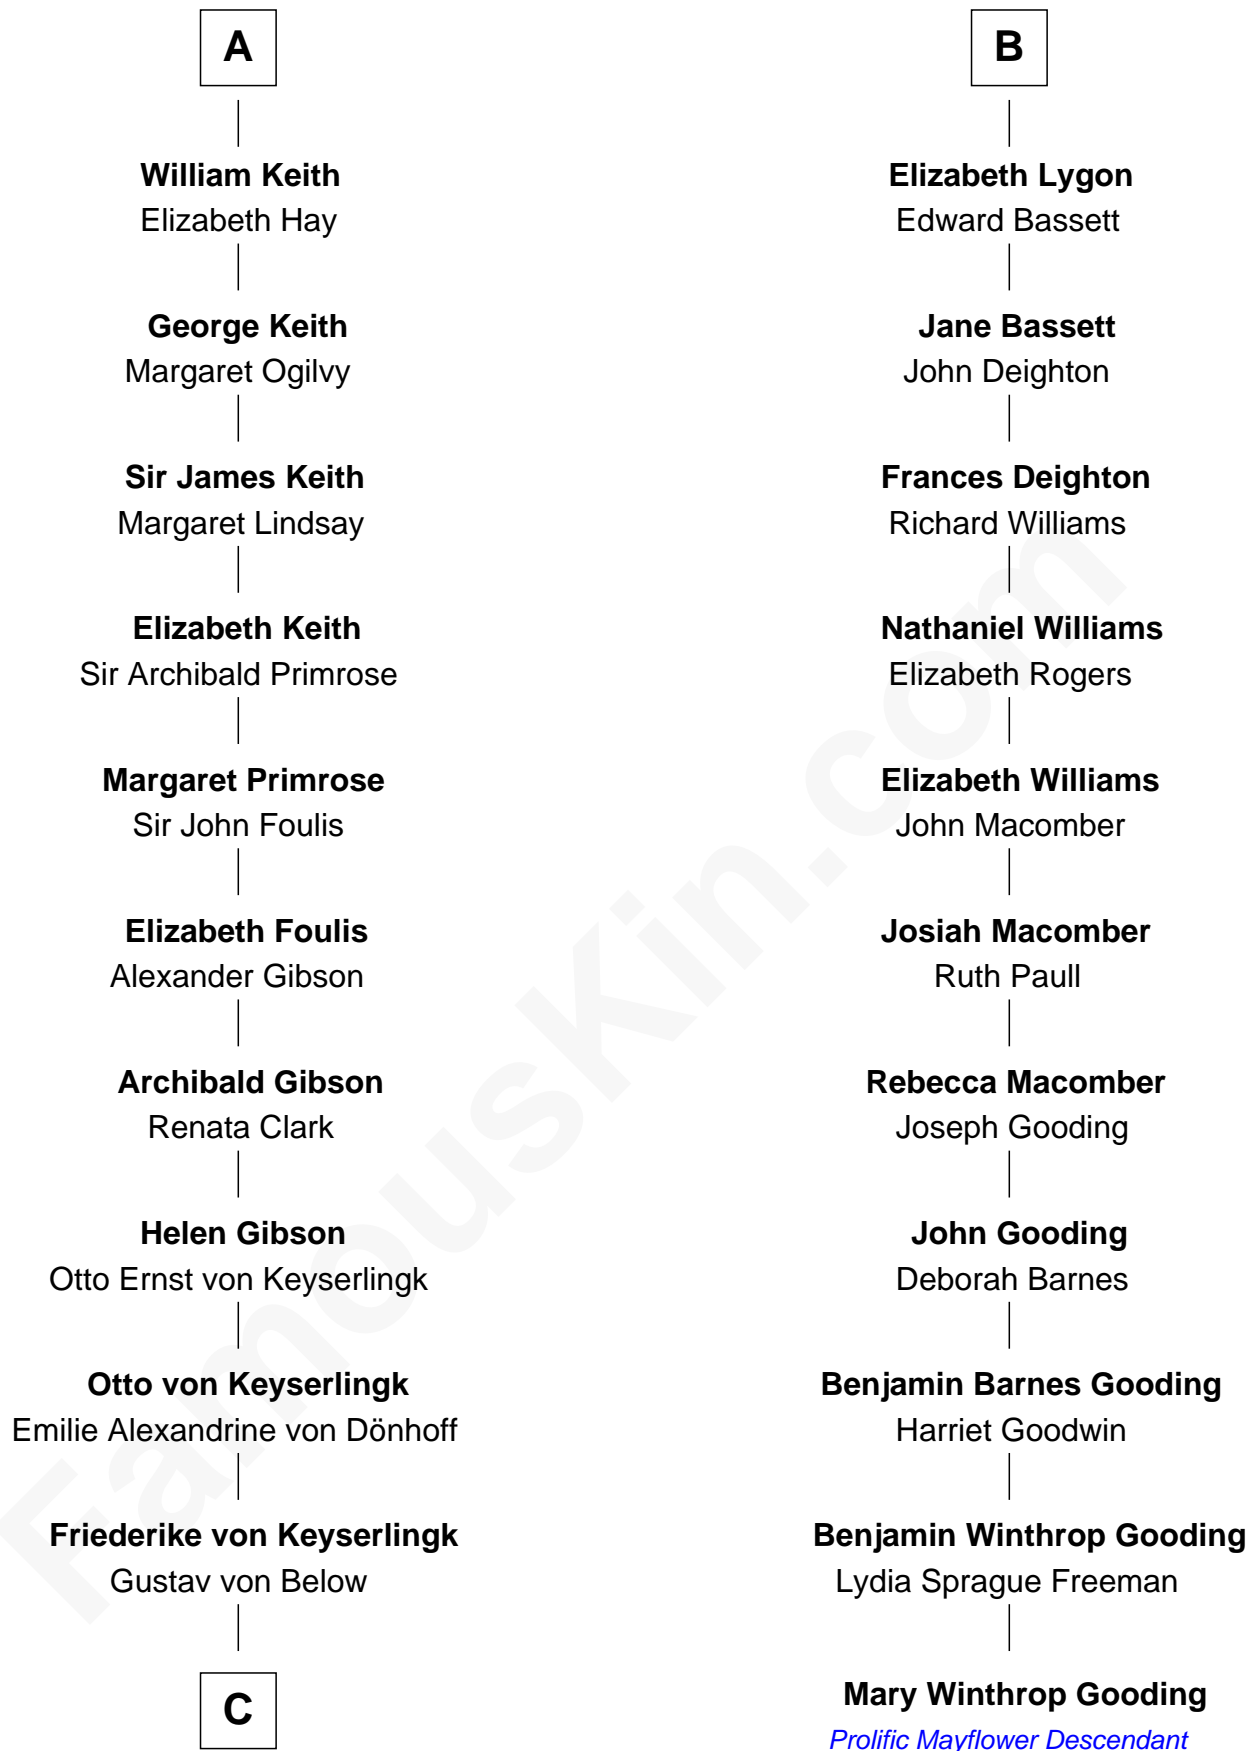 A
William Keith
Elizabeth Hay
George Keith
Margaret Ogilvy
Sir James Keith
Margaret Lindsay
Elizabeth Keith
Sir Archibald Primrose
Margaret Primrose
Sir John Foulis
Elizabeth Foulis
Alexander Gibson
Archibald Gibson
Renata Clark
Helen Gibson
Otto Ernst von Keyserlingk
Otto von Keyserlingk
Emilie Alexandrine von Dönhoff
Friederike von Keyserlingk
Gustav von Below
C
B
Elizabeth Lygon
Edward Bassett
Jane Bassett
John Deighton
Frances Deighton
Richard Williams
Nathaniel Williams
Elizabeth Rogers
Elizabeth Williams
John Macomber
Josiah Macomber
Ruth Paull
Rebecca Macomber
Joseph Gooding
John Gooding
Deborah Barnes
Benjamin Barnes Gooding
Harriet Goodwin
Benjamin Winthrop Gooding
Lydia Sprague Freeman
Mary Winthrop Gooding
Prolific Mayflower Descendant
FamousKin.com